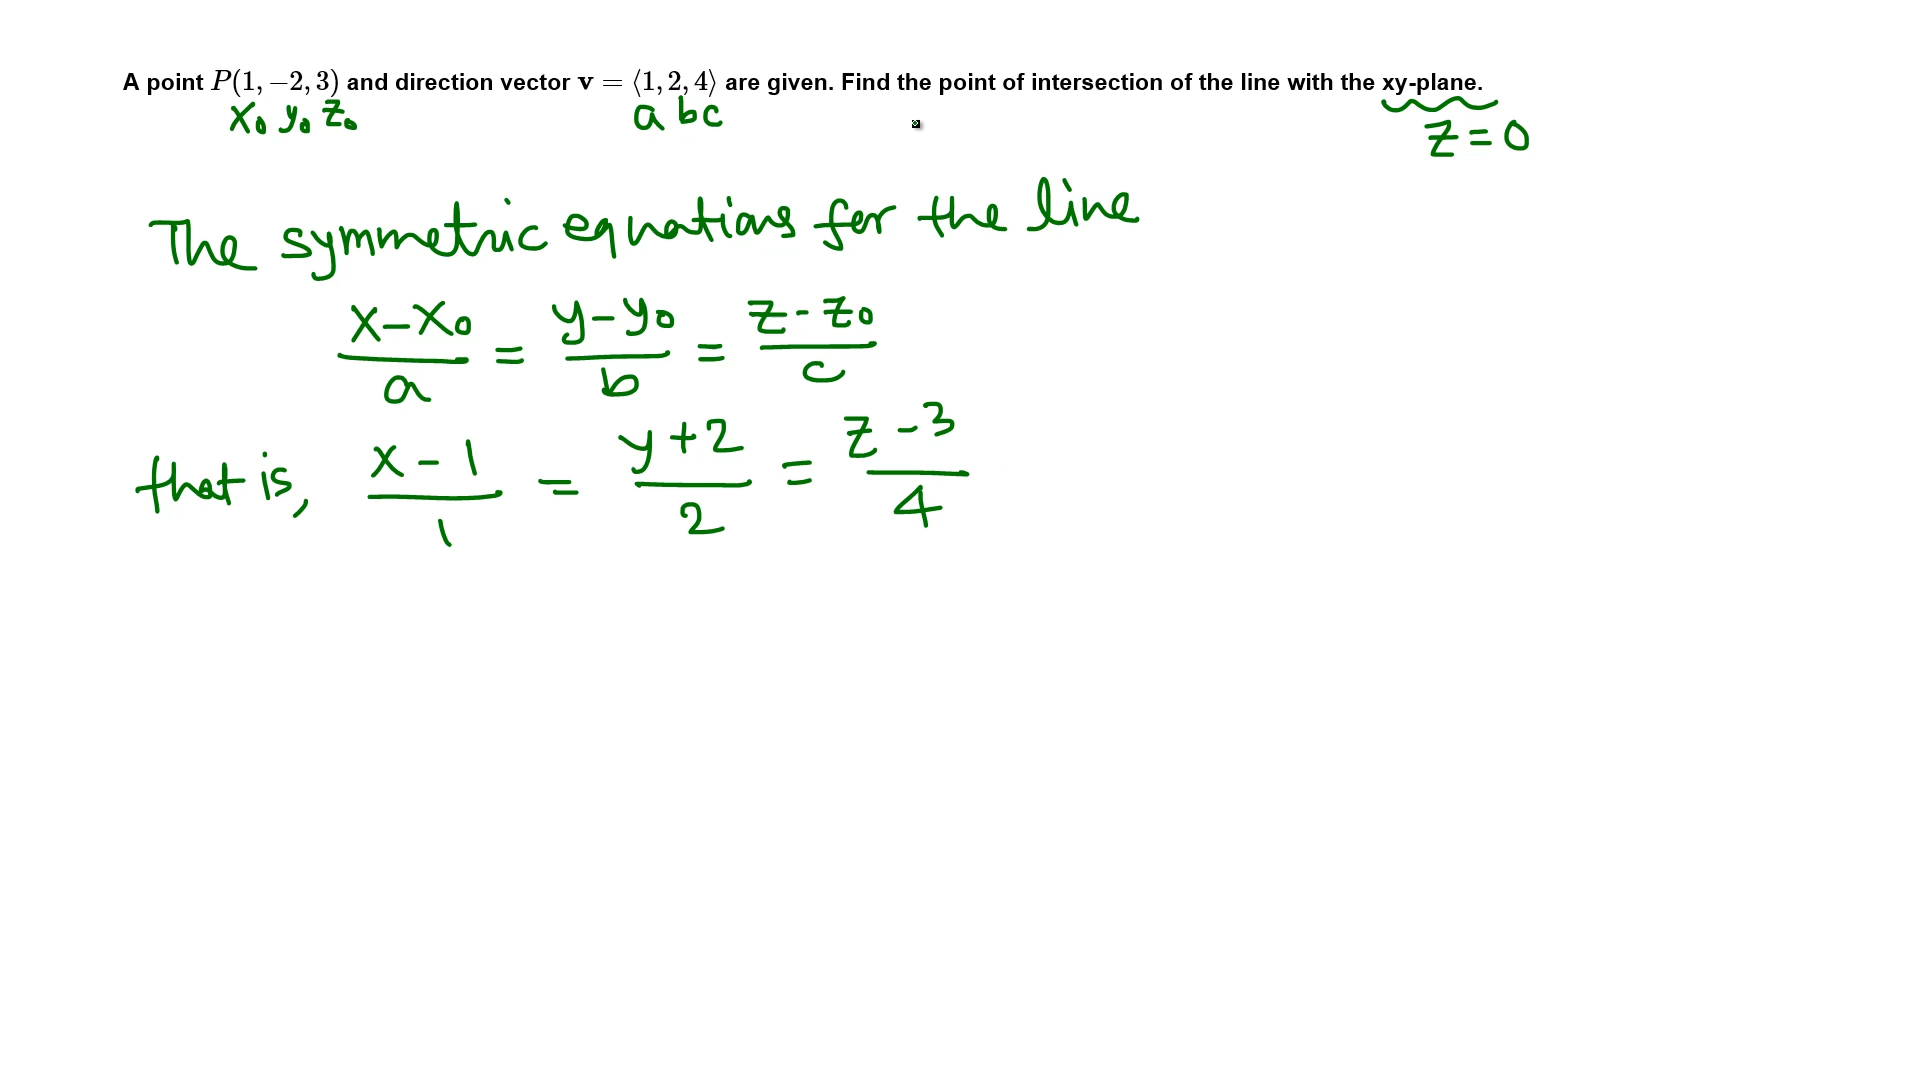 A point P(1, −2, 3) and direction vector v = ⟨1, 2, 4⟩ are given. Find the point of intersection of the line with the xy-plane.
x₀ y₀ z₀ a b c z = 0
The symmetric equations for the line
(x − x₀)/a = (y − y₀)/b = (z − z₀)/c
that is, (x − 1)/1 = (y + 2)/2 = (z − 3)/4